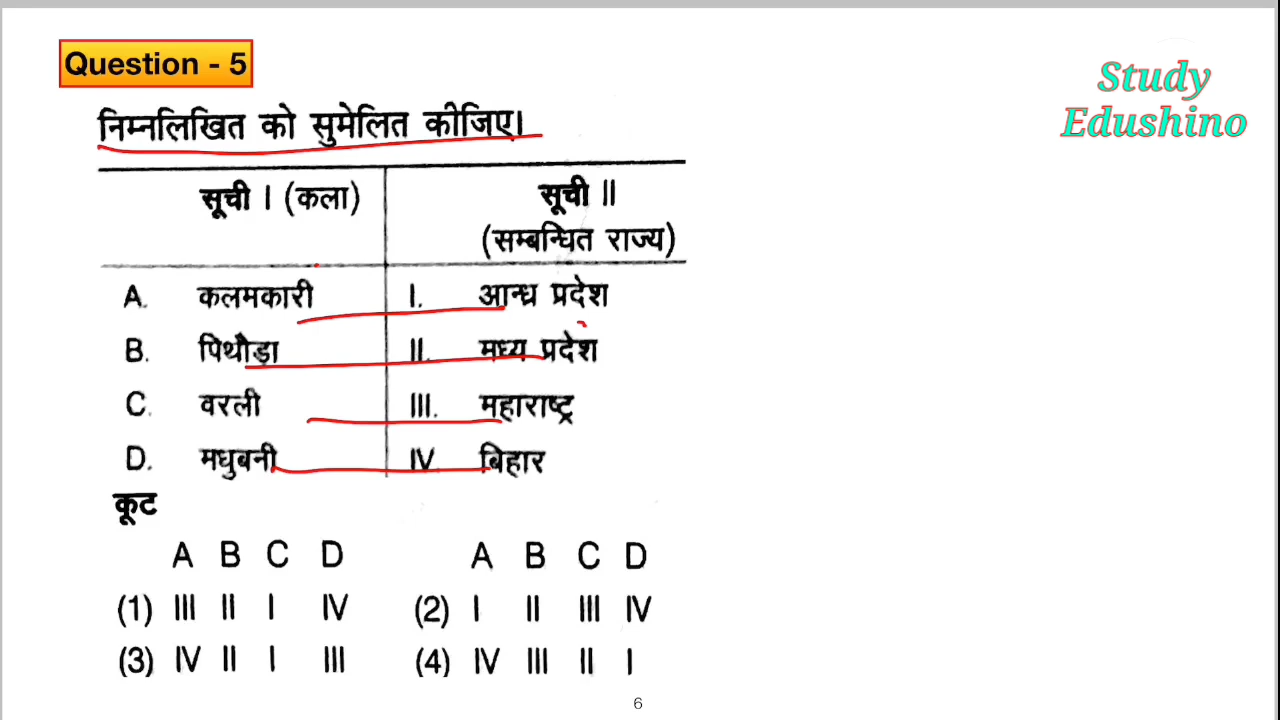 Question - 5
Study
Edushino
निम्नलिखित को सुमेलित कीजिए।
सूची I (कला) सूची II
(सम्बन्धित राज्य)
A. कलमकारी I. आन्ध्र प्रदेश
B. पिथौड़ा II. मध्य प्रदेश
C. वरली III. महाराष्ट्र
D. मधुबनी IV बिहार
कूट
A B C D A B C D
(1) III II I IV (2) I II III IV
(3) IV II I III (4) IV III II I
6